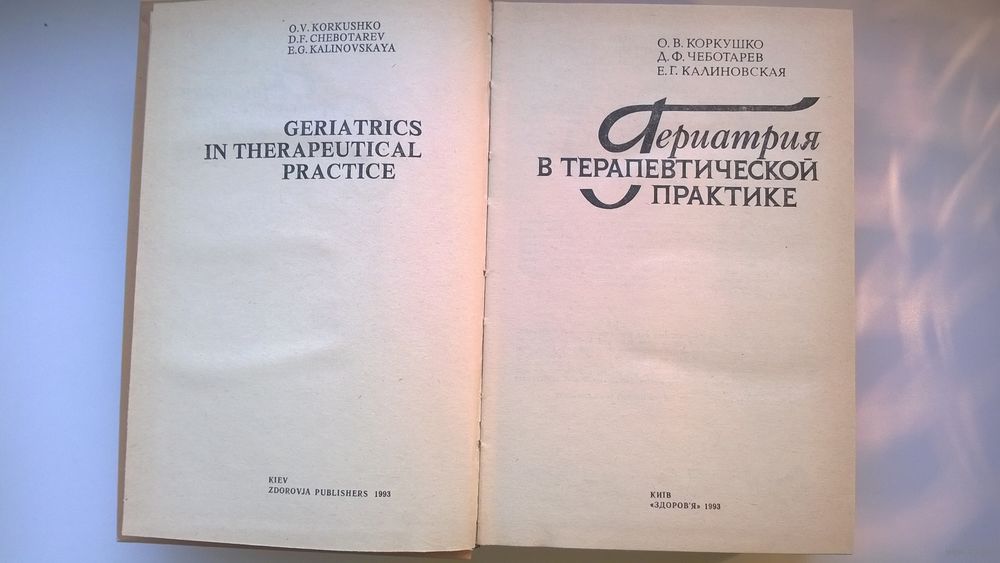 O. V. KORKUSHKO
D. F. CHEBOTAREV
E. G. KALINOVSKAYA
GERIATRICS
IN THERAPEUTICAL
PRACTICE
KIEV
ZDOROVJA PUBLISHERS 1993
О. В. КОРКУШКО
Д. Ф. ЧЕБОТАРЕВ
Е. Г. КАЛИНОВСКАЯ
Гериатрия
В ТЕРАПЕВТИЧЕСКОЙ
ПРАКТИКЕ
КИЇВ
«ЗДОРОВ'Я» 1993